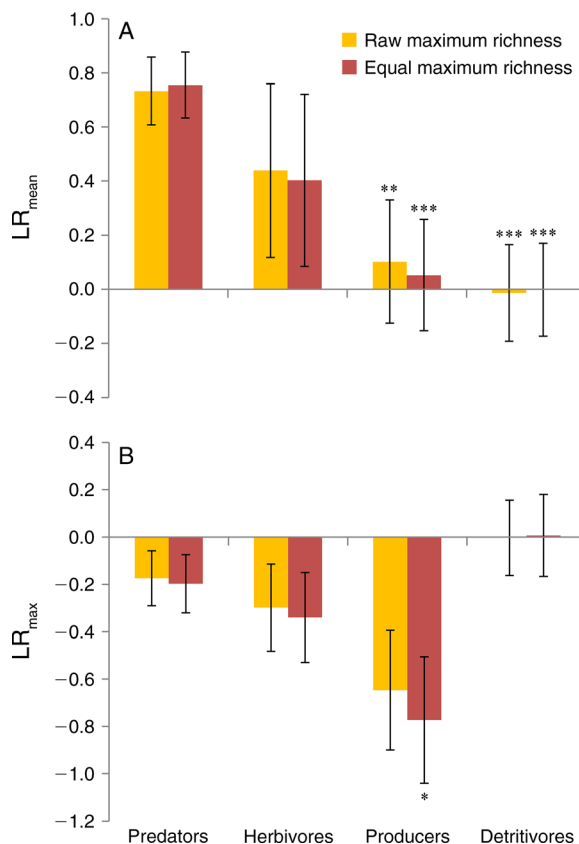 A
Raw maximum richness
Equal maximum richness
1.0
0.8
0.6
0.4
0.2
0.0
−0.2
−0.4
LRmean
**
***
***
***
B
0.4
0.2
0.0
−0.2
−0.4
−0.6
−0.8
−1.0
−1.2
LRmax
*
Predators
Herbivores
Producers
Detritivores